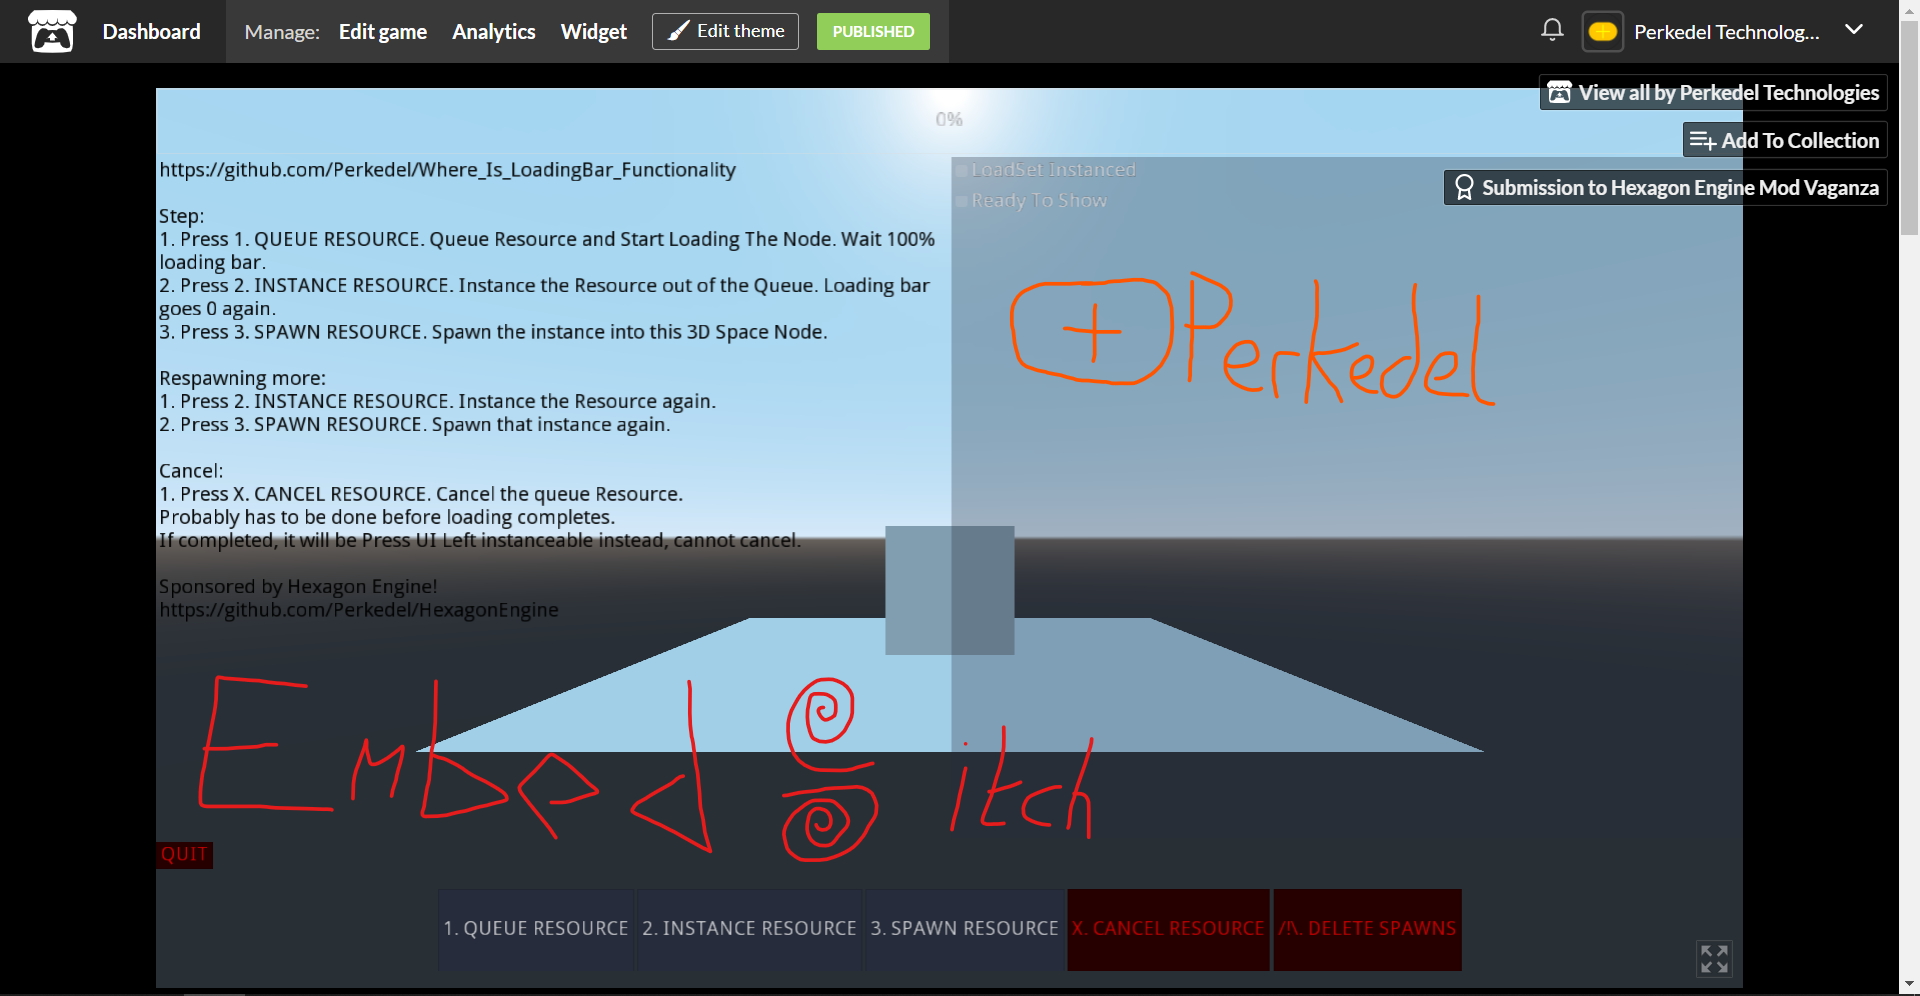 Dashboard
Manage: Edit game Analytics Widget Edit theme PUBLISHED
Perkedel Technolog...
View all by Perkedel Technologies
Add To Collection
Submission to Hexagon Engine Mod Vaganza
0%
https://github.com/Perkedel/Where_Is_LoadingBar_Functionality
Step:
1. Press 1. QUEUE RESOURCE. Queue Resource and Start Loading The Node. Wait 100%
loading bar.
2. Press 2. INSTANCE RESOURCE. Instance the Resource out of the Queue. Loading bar
goes 0 again.
3. Press 3. SPAWN RESOURCE. Spawn the instance into this 3D Space Node.
Respawning more:
1. Press 2. INSTANCE RESOURCE. Instance the Resource again.
2. Press 3. SPAWN RESOURCE. Spawn that instance again.
Cancel:
1. Press X. CANCEL RESOURCE. Cancel the queue Resource.
Probably has to be done before loading completes.
If completed, it will be Press UI Left instanceable instead, cannot cancel.
Sponsored by Hexagon Engine!
https://github.com/Perkedel/HexagonEngine
LoadSet Instanced
Ready To Show
+ Perkedel
Embed @ itch
QUIT
1. QUEUE RESOURCE 2. INSTANCE RESOURCE 3. SPAWN RESOURCE X. CANCEL RESOURCE /!\. DELETE SPAWNS